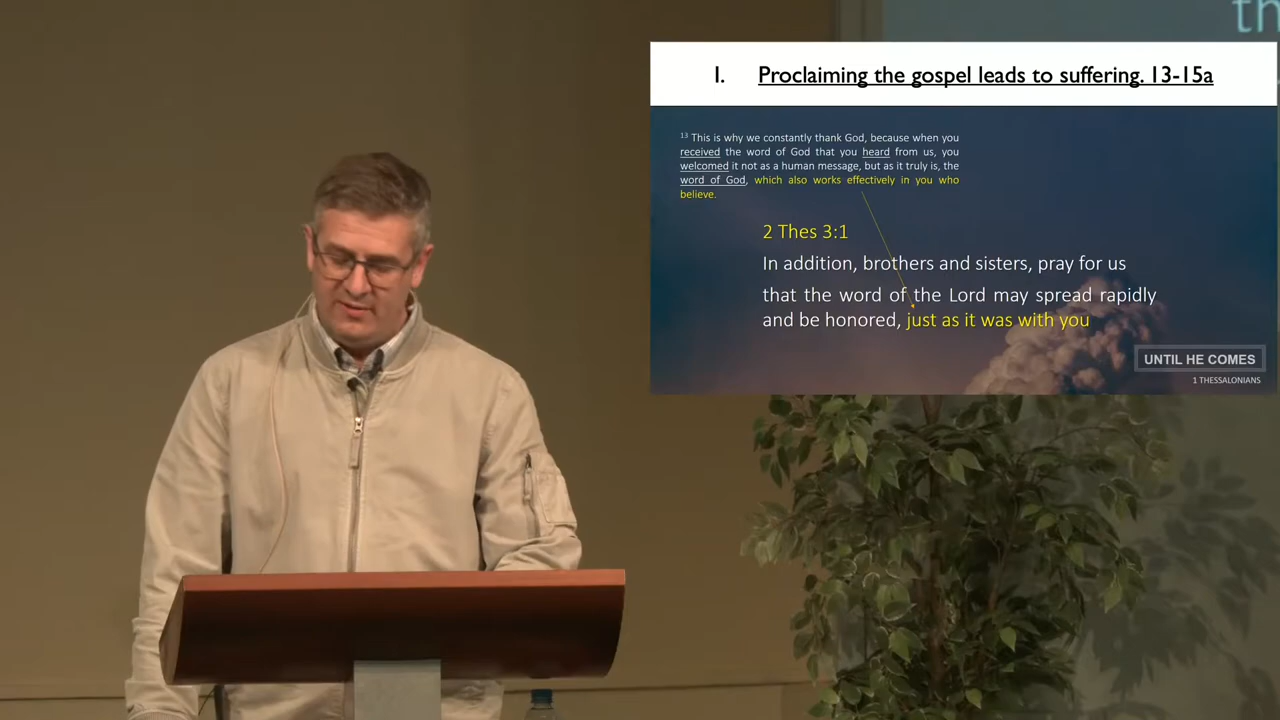 th
I. Proclaiming the gospel leads to suffering. 13-15a
13 This is why we constantly thank God, because when you
received the word of God that you heard from us, you
welcomed it not as a human message, but as it truly is, the
word of God, which also works effectively in you who
believe.
2 Thes 3:1
In addition, brothers and sisters, pray for us
that the word of the Lord may spread rapidly
and be honored, just as it was with you
UNTIL HE COMES
1 THESSALONIANS